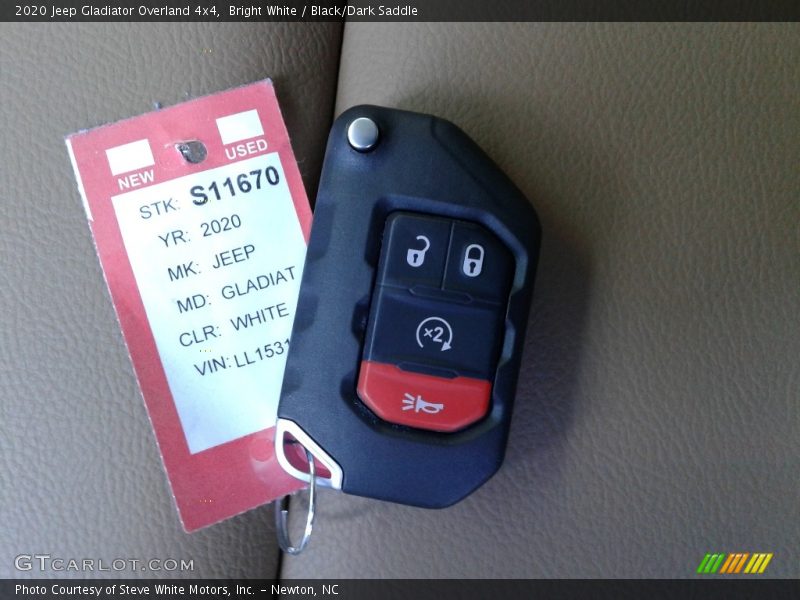 2020 Jeep Gladiator Overland 4x4, Bright White / Black/Dark Saddle
NEW USED
STK: S11670
YR: 2020
MK: JEEP
MD: GLADIAT
CLR: WHITE
VIN: LL1531
x2
GTCARLOT.COM
Photo Courtesy of Steve White Motors, Inc. – Newton, NC